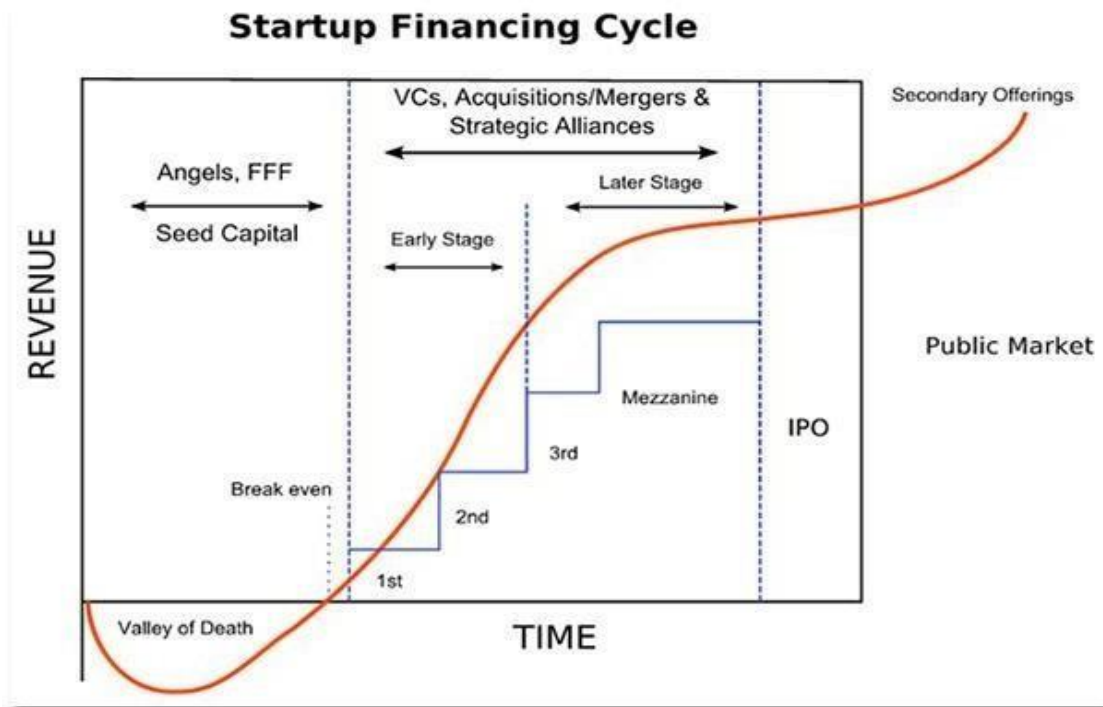 Startup Financing Cycle
VCs, Acquisitions/Mergers &
Strategic Alliances
Secondary Offerings
Angels, FFF
Seed Capital
Later Stage
Early Stage
REVENUE
Public Market
Mezzanine
IPO
3rd
Break even
2nd
1st
Valley of Death
TIME